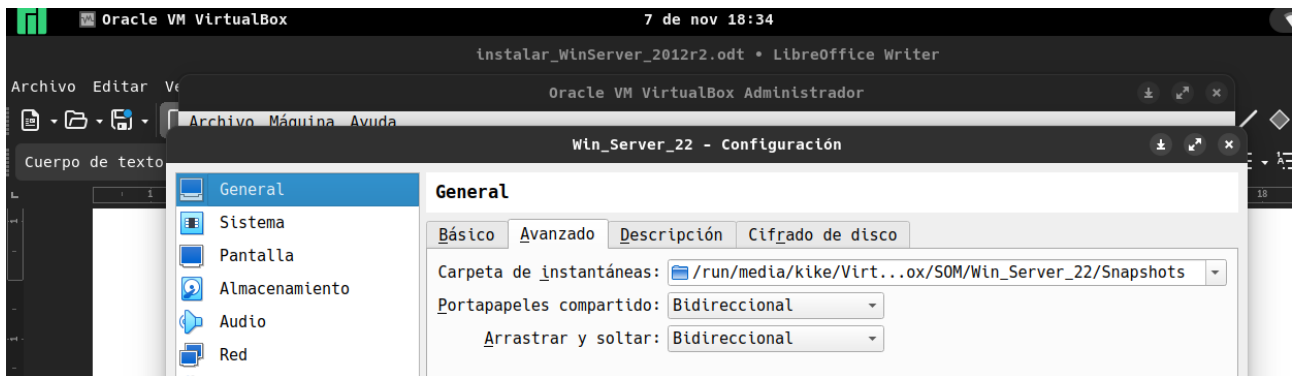 Oracle VM VirtualBox 7 de nov 18:34
instalar_WinServer_2012r2.odt • LibreOffice Writer
Archivo Editar
Oracle VM VirtualBox Administrador
Archivo Máquina Ayuda
Win_Server_22 - Configuración
Cuerpo de texto
1
18
General
General
Sistema
Básico Avanzado Descripción Cifrado de disco
Pantalla
Carpeta de instantáneas: /run/media/kike/Virt...ox/SOM/Win_Server_22/Snapshots
Almacenamiento
Portapapeles compartido: Bidireccional
Audio
Arrastrar y soltar: Bidireccional
Red